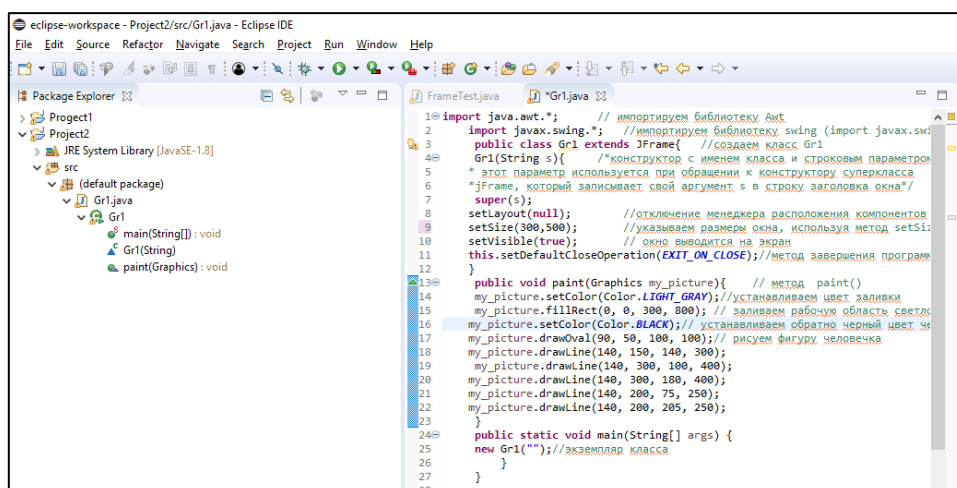 eclipse-workspace - Project2/src/Gr1.java - Eclipse IDE
File Edit Source Refactor Navigate Search Project Run Window Help
Package Explorer
FrameTest.java
*Gr1.java
Progect1
Project2
JRE System Library [JavaSE-1.8]
src
(default package)
Gr1.java
Gr1
main(String[]) : void
Gr1(String)
paint(Graphics) : void
1 import java.awt.*; // импортируем библиотеку Awt
2 import javax.swing.*; //импортируем библиотеку swing (import javax.swi
3 public class Gr1 extends JFrame{ //создаем класс Gr1
4 Gr1(String s){ /*конструктор с именем класса и строковым параметром
5 * этот параметр используется при обращении к конструктору суперкласса
6 *jFrame, который записывает свой аргумент s в строку заголовка окна*/
7 super(s);
8 setLayout(null); //отключение менеджера расположения компонентов
9 setSize(300,500); //указываем размеры окна, используя метод setSiz
10 setVisible(true); // окно выводится на экран
11 this.setDefaultCloseOperation(EXIT_ON_CLOSE);//метод завершения программ
12 }
13 public void paint(Graphics my_picture){ // метод paint()
14 my_picture.setColor(Color.LIGHT_GRAY);//устанавливаем цвет заливки
15 my_picture.fillRect(0, 0, 300, 800); // заливаем рабочую область светло
16 my_picture.setColor(Color.BLACK);// устанавливаем обратно черный цвет че
17 my_picture.drawOval(90, 50, 100, 100);// рисуем фигуру человечка
18 my_picture.drawLine(140, 150, 140, 300);
19 my_picture.drawLine(140, 300, 100, 400);
20 my_picture.drawLine(140, 300, 180, 400);
21 my_picture.drawLine(140, 200, 75, 250);
22 my_picture.drawLine(140, 200, 205, 250);
23 }
24 public static void main(String[] args) {
25 new Gr1("");//экземпляр класса
26 }
27 }